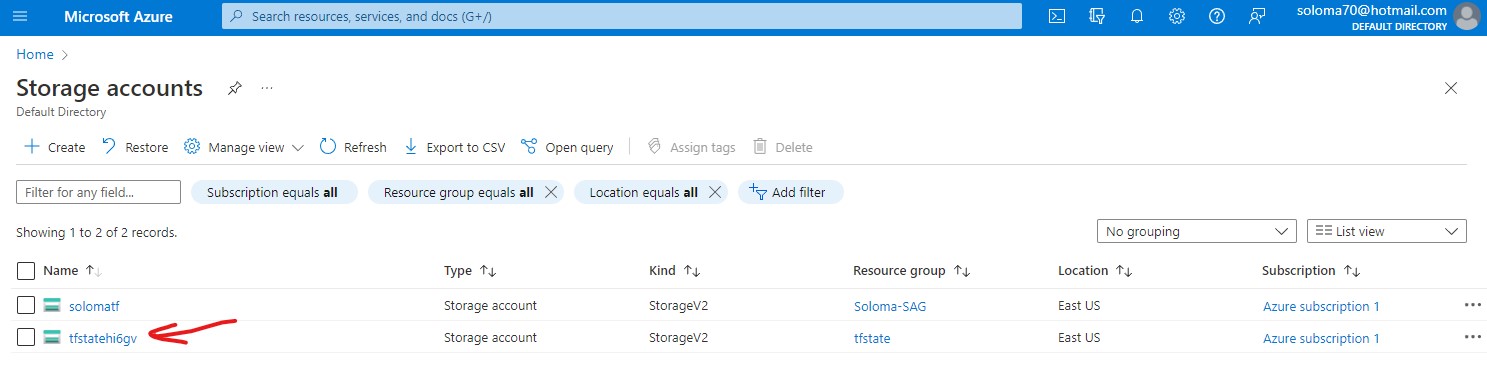 Microsoft Azure
Search resources, services, and docs (G+/)
soloma70@hotmail.com
DEFAULT DIRECTORY
Home
Storage accounts
Default Directory
Create Restore Manage view Refresh Export to CSV Open query Assign tags Delete
Filter for any field... Subscription equals all Resource group equals all Location equals all Add filter
Showing 1 to 2 of 2 records. No grouping List view
Name Type Kind Resource group Location Subscription
solomatf Storage account StorageV2 Soloma-SAG East US Azure subscription 1
tfstatehi6gv Storage account StorageV2 tfstate East US Azure subscription 1